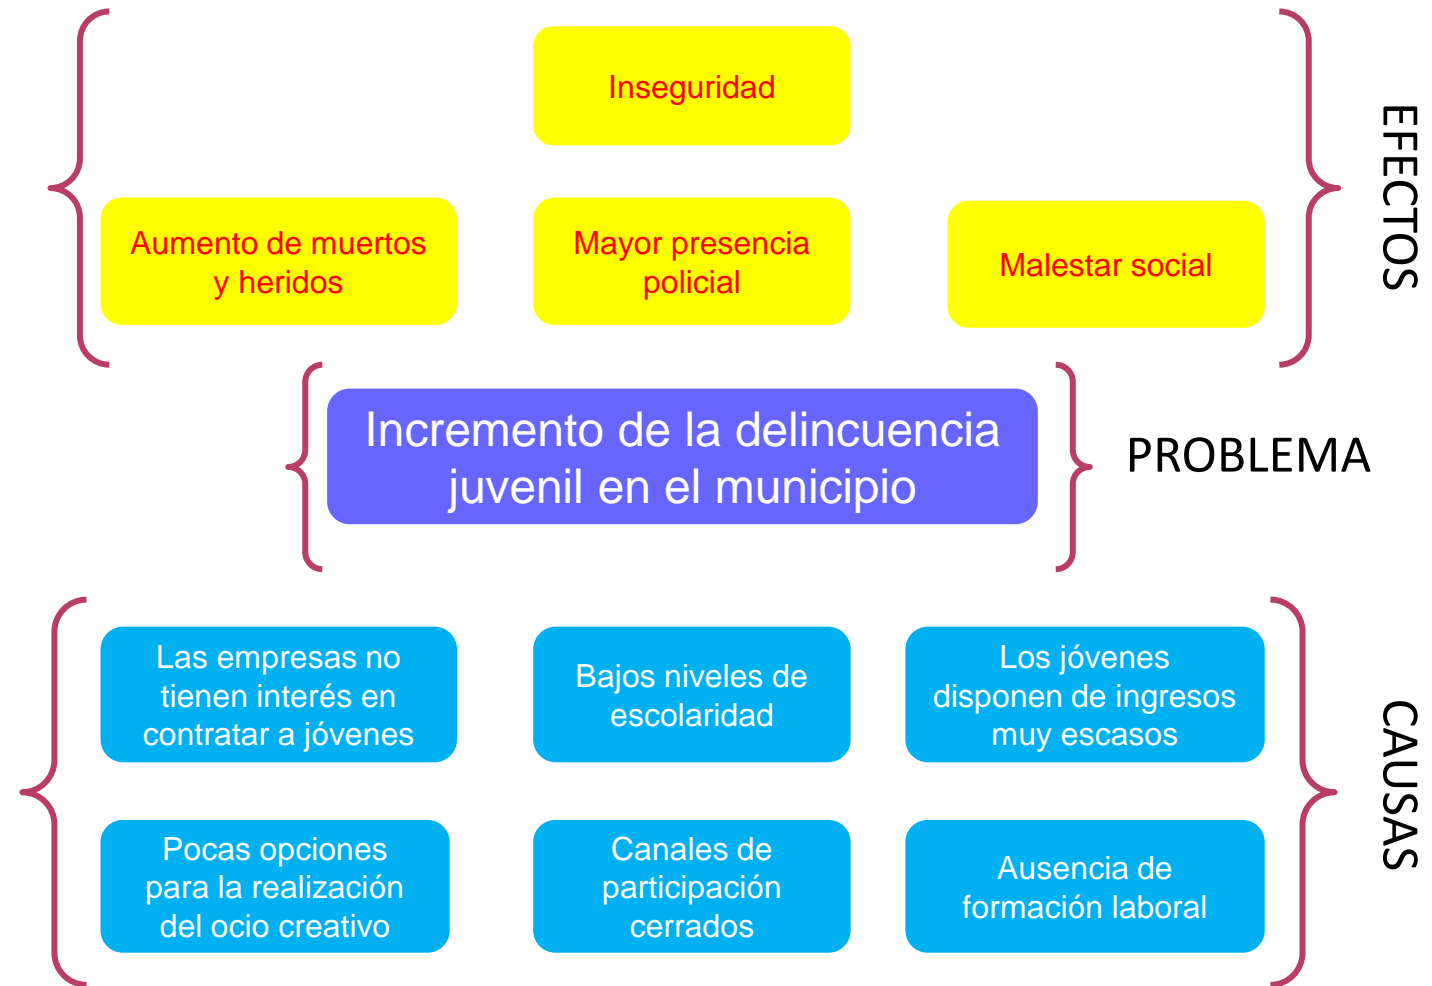 Inseguridad
EFECTOS
Aumento de muertos
y heridos
Mayor presencia
policial
Malestar social
Incremento de la delincuencia
juvenil en el municipio
PROBLEMA
Las empresas no
tienen interés en
contratar a jóvenes
Bajos niveles de
escolaridad
Los jóvenes
disponen de ingresos
muy escasos
CAUSAS
Pocas opciones
para la realización
del ocio creativo
Canales de
participación
cerrados
Ausencia de
formación laboral